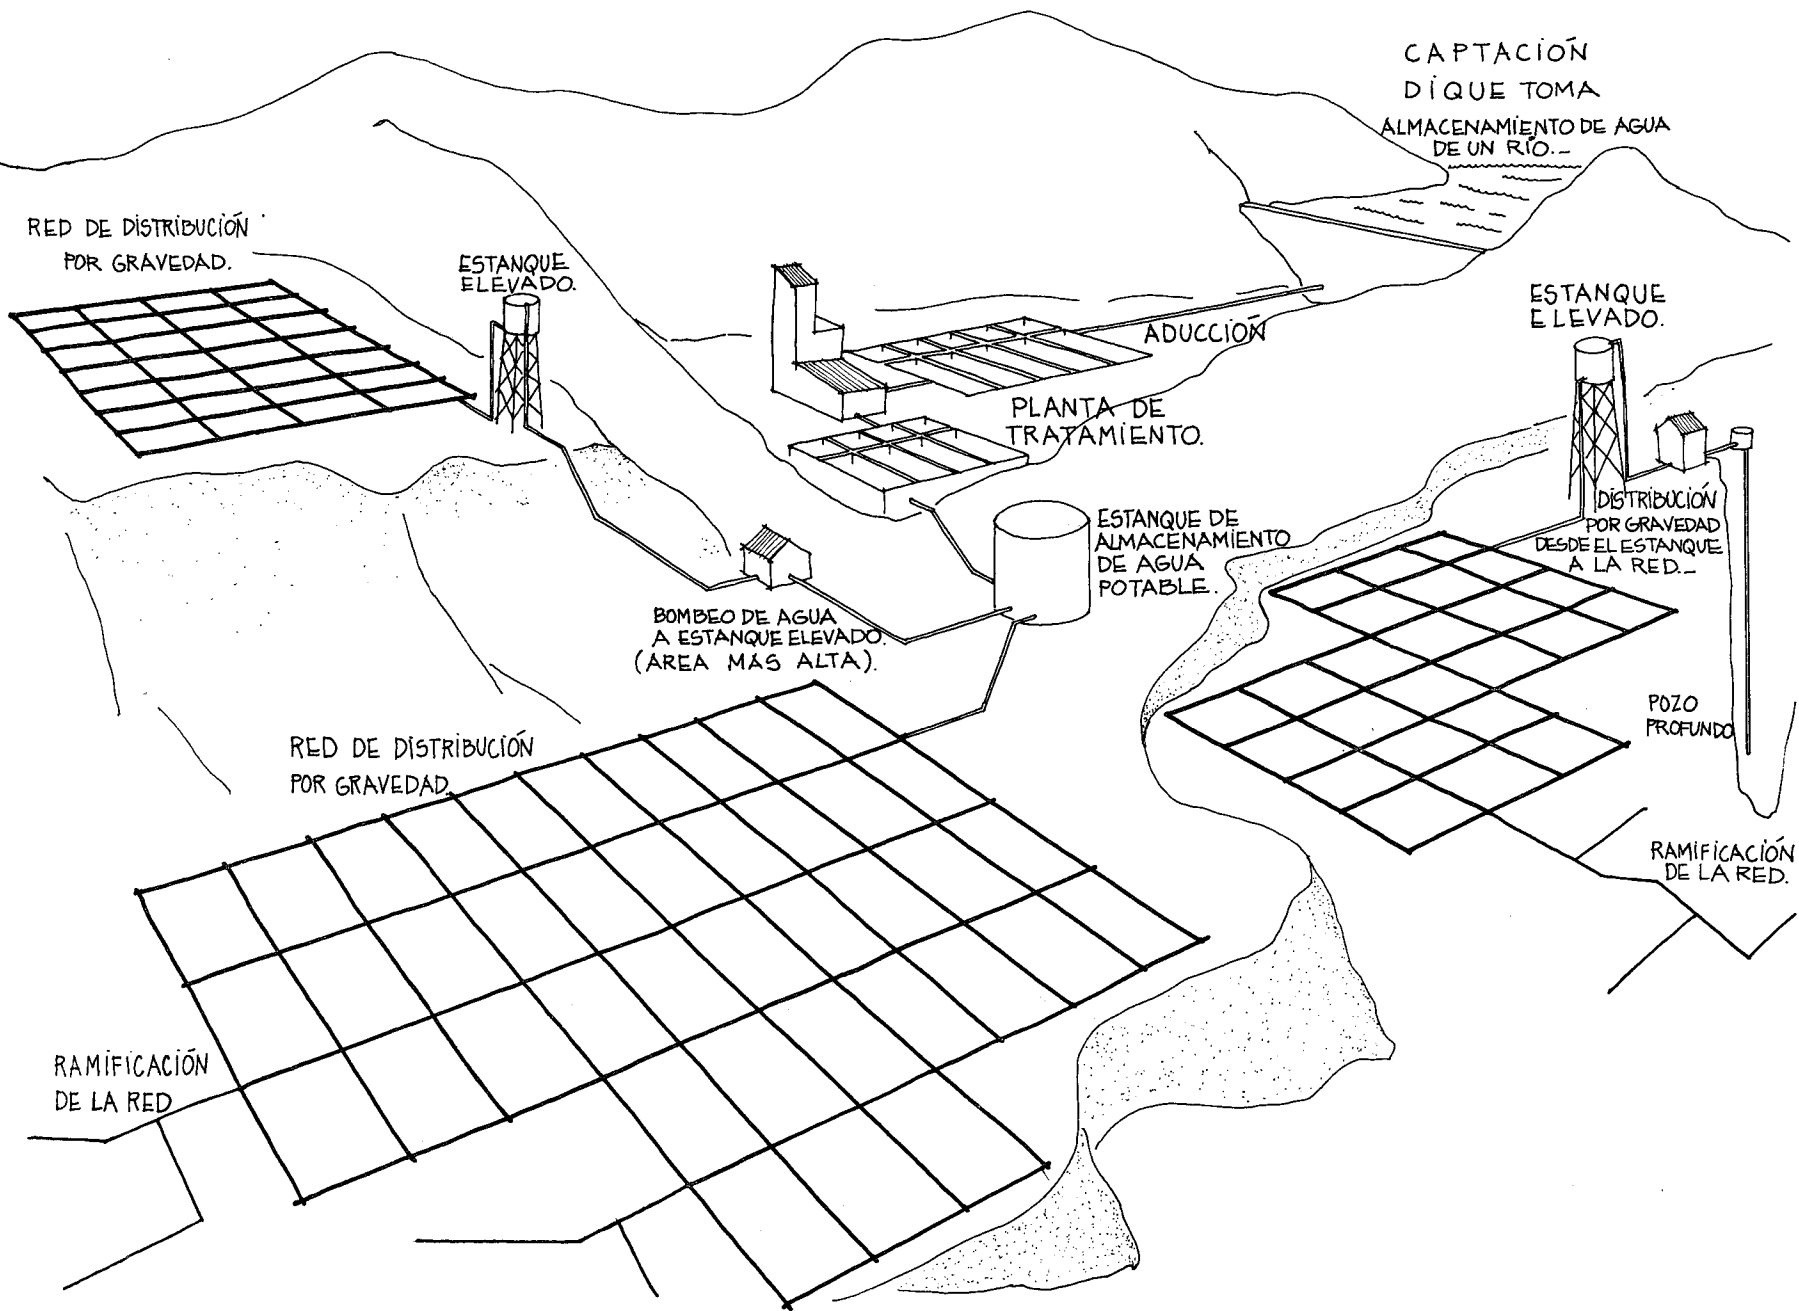 CAPTACIÓN
DIQUE TOMA
ALMACENAMIENTO DE AGUA
DE UN RÍO._
RED DE DISTRIBUCIÓN
POR GRAVEDAD.
ESTANQUE
ELEVADO.
ESTANQUE
ELEVADO.
ADUCCIÓN
PLANTA DE
TRATAMIENTO.
DISTRIBUCIÓN
POR GRAVEDAD
DESDE EL ESTANQUE
A LA RED._
ESTANQUE DE
ALMACENAMIENTO
DE AGUA
POTABLE.
BOMBEO DE AGUA
A ESTANQUE ELEVADO.
(ÁREA MÁS ALTA).
POZO
PROFUNDO
RED DE DISTRIBUCIÓN
POR GRAVEDAD.
RAMIFICACIÓN
DE LA RED.
RAMIFICACIÓN
DE LA RED